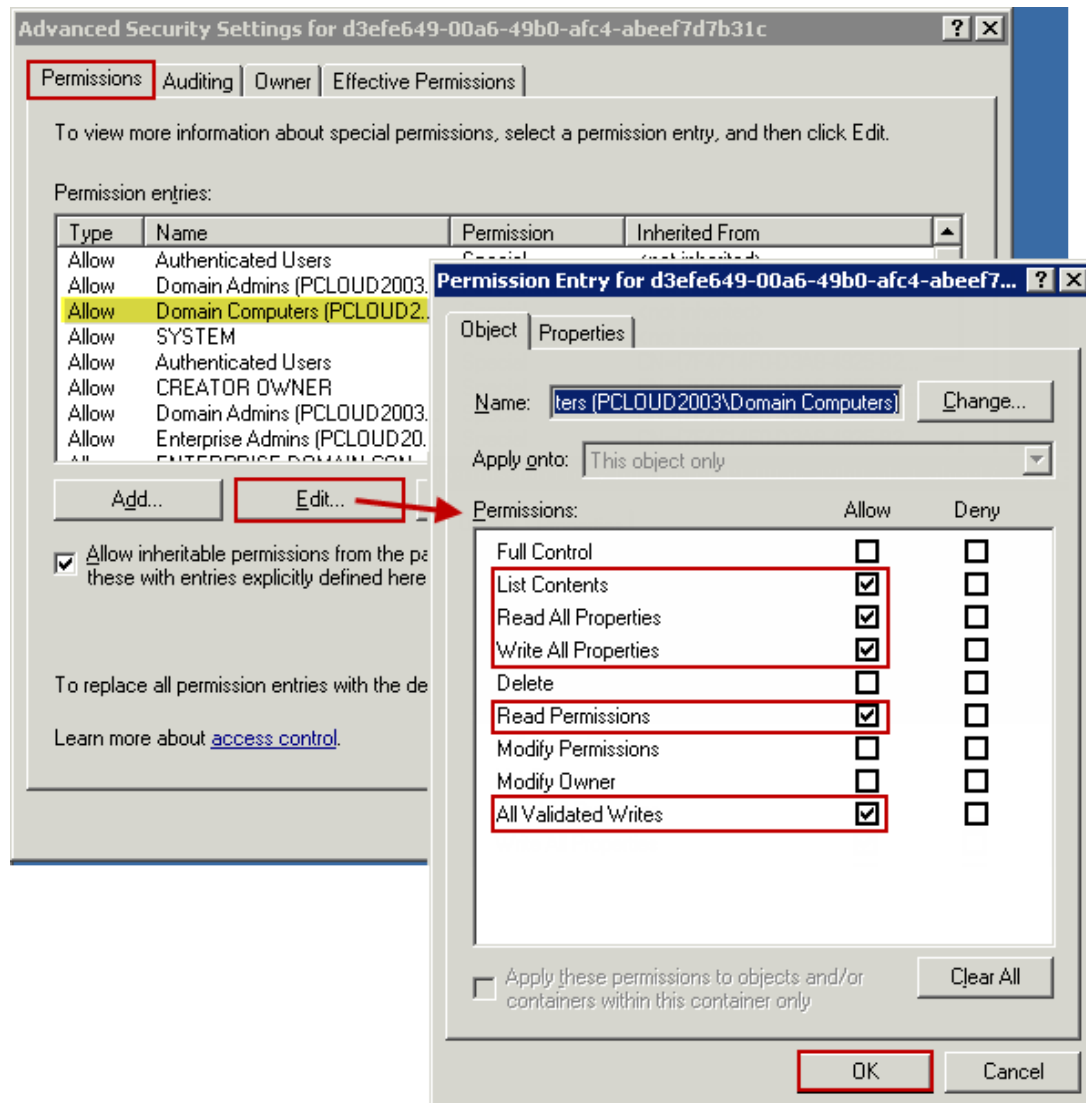 Advanced Security Settings for d3efe649-00a6-49b0-afc4-abeef7d7b31c
Permissions Auditing Owner Effective Permissions
To view more information about special permissions, select a permission entry, and then click Edit.
Permission entries:
Type Name Permission Inherited From
Allow Authenticated Users Special (not inherited)
Allow Domain Admins (PCLOUD2003.
Allow Domain Computers (PCLOUD2..
Allow SYSTEM
Allow Authenticated Users
Allow CREATOR OWNER
Allow Domain Admins (PCLOUD2003.
Allow Enterprise Admins (PCLOUD20.
All ENTERPRISE DOMAIN CON
Add... Edit...
Allow inheritable permissions from the pa
these with entries explicitly defined here
To replace all permission entries with the de
Learn more about access control.
Permission Entry for d3efe649-00a6-49b0-afc4-abeef7...
Object Properties
Name: ters (PCLOUD2003\Domain Computers) Change...
Apply onto: This object only
Permissions: Allow Deny
Full Control
List Contents
Read All Properties
Write All Properties
Delete
Read Permissions
Modify Permissions
Modify Owner
All Validated Writes
Apply these permissions to objects and/or
containers within this container only
Clear All
OK Cancel